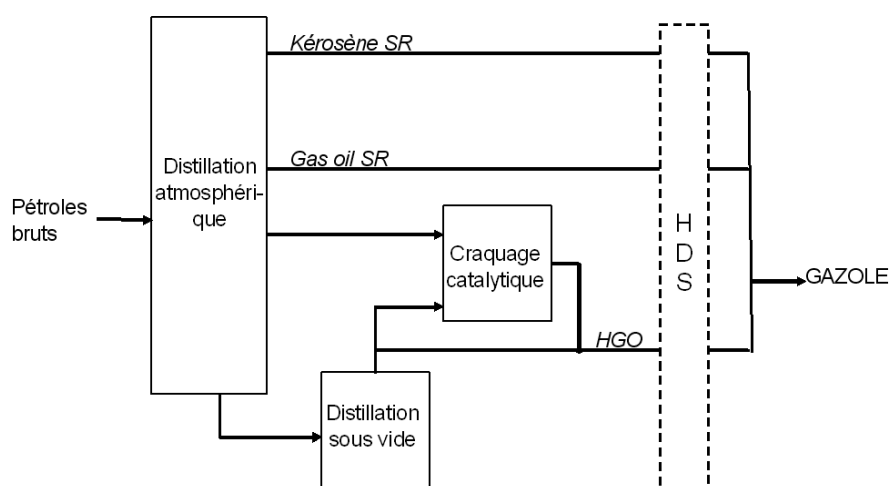 Kérosène SR
Distillation
atmosphéri-
que
Gas oil SR
Pétroles
bruts
Craquage
catalytique
H
D
S
GAZOLE
HGO
Distillation
sous vide